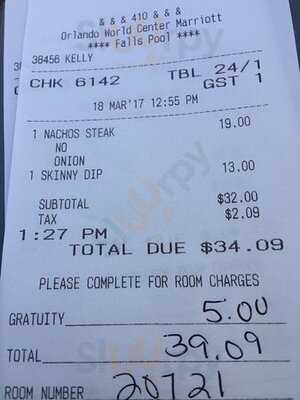 & & & 410 & & &
Orlando World Center Marriott
**** Falls Pool ****
38456 KELLY
CHK 6142 TBL 24/1
GST 1
18 MAR'17 12:55 PM
1 NACHOS STEAK 19.00
NO
ONION
1 SKINNY DIP 13.00
SUBTOTAL $32.00
TAX $2.09
1:27 PM
TOTAL DUE $34.09
PLEASE COMPLETE FOR ROOM CHARGES
GRATUITY 5.00
TOTAL 39.09
ROOM NUMBER 20721
Sluurpy